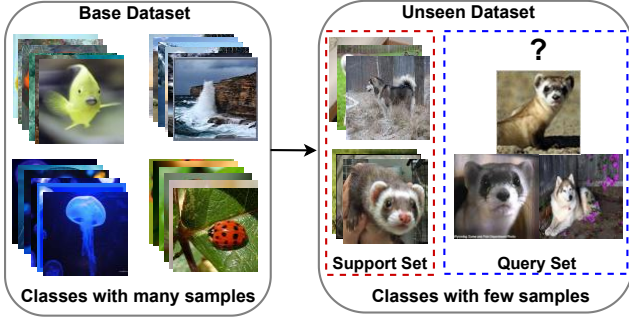 Base Dataset
Classes with many samples
Unseen Dataset
?
Support Set
Query Set
Classes with few samples